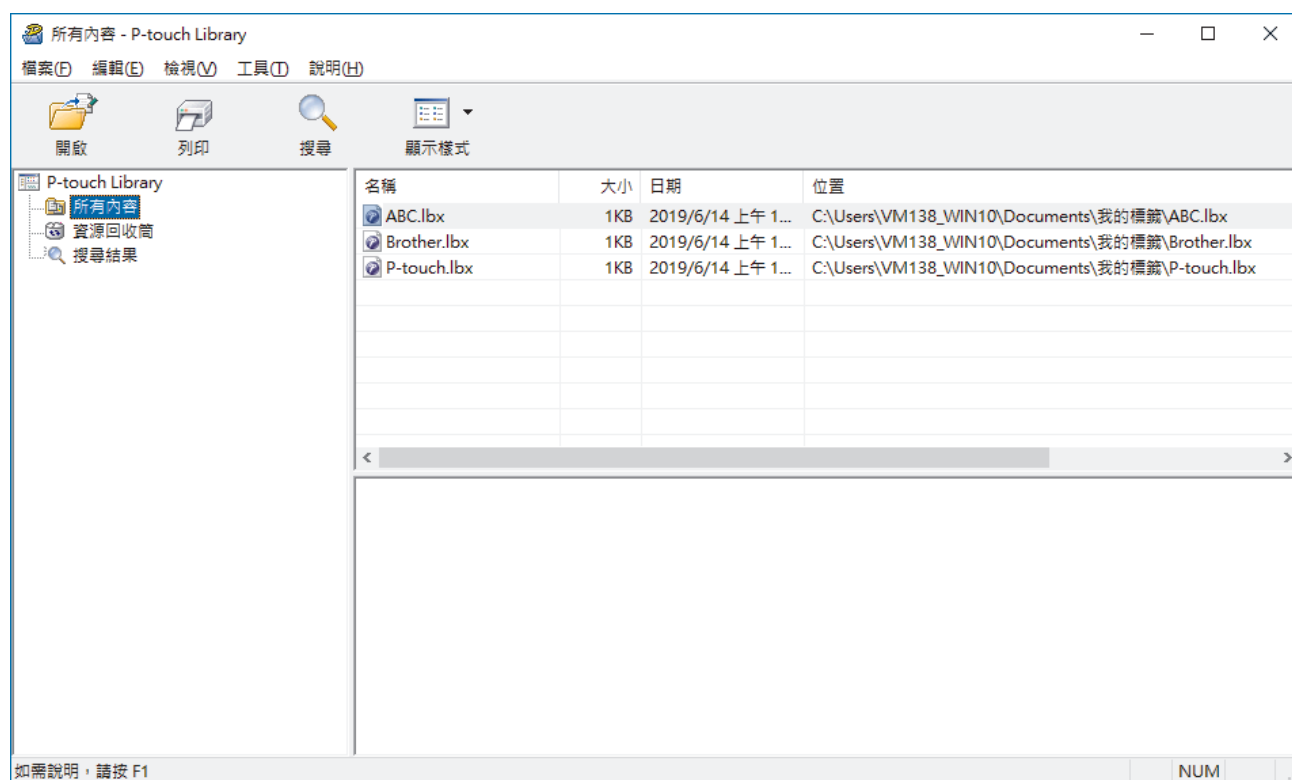 所有內容 - P-touch Library
檔案(F) 編輯(E) 檢視(V) 工具(T) 說明(H)
開啟 列印 搜尋 顯示樣式
P-touch Library
所有內容
資源回收筒
搜尋結果
名稱 大小 日期 位置
ABC.lbx 1KB 2019/6/14 上午 1... C:\Users\VM138_WIN10\Documents\我的標籤\ABC.lbx
Brother.lbx 1KB 2019/6/14 上午 1... C:\Users\VM138_WIN10\Documents\我的標籤\Brother.lbx
P-touch.lbx 1KB 2019/6/14 上午 1... C:\Users\VM138_WIN10\Documents\我的標籤\P-touch.lbx
如需說明，請按 F1 NUM